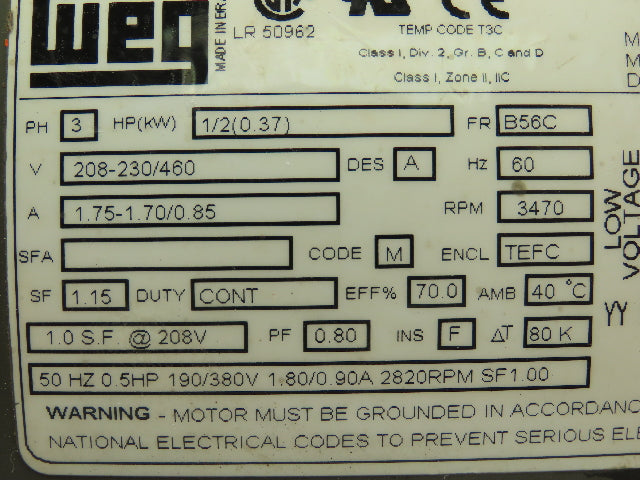 weg
MADE IN
LR 50962
TEMP CODE T3C
Class I, Div. 2, Gr. B, C and D
Class I, Zone II, IIC
PH 3 HP(KW) 1/2(0.37) FR B56C
V 208-230/460 DES A Hz 60
A 1.75-1.70/0.85 RPM 3470
SFA CODE M ENCL TEFC
SF 1.15 DUTY CONT EFF% 70.0 AMB 40 °C
1.0 S.F. @ 208V PF 0.80 INS F ΔT 80 K
50 HZ 0.5HP 190/380V 1.80/0.90A 2820RPM SF1.00
WARNING - MOTOR MUST BE GROUNDED IN ACCORDANC
NATIONAL ELECTRICAL CODES TO PREVENT SERIOUS ELE
LOW
VOLTAGE
YY